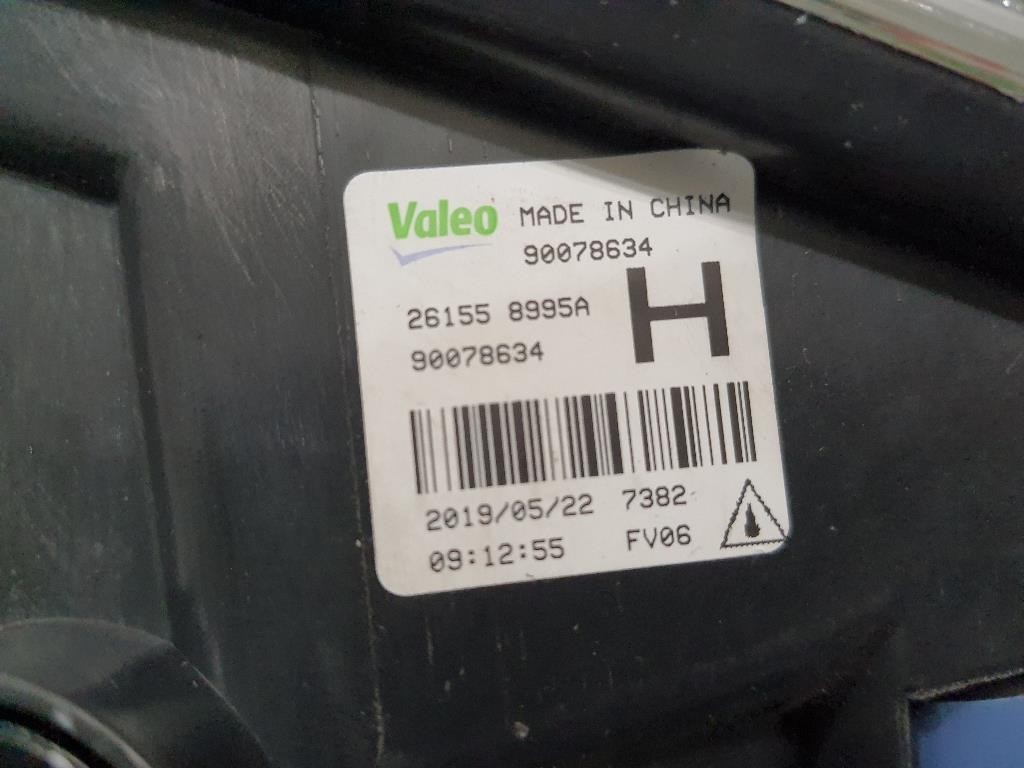 Valeo MADE IN CHINA
90078634
26155 8995A
H
90078634
2019/05/22 7382
09:12:55 FV06